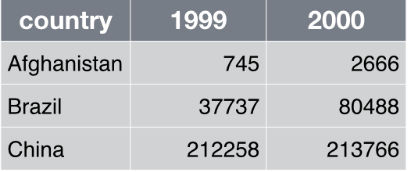 country 1999 2000
Afghanistan 745 2666
Brazil 37737 80488
China 212258 213766